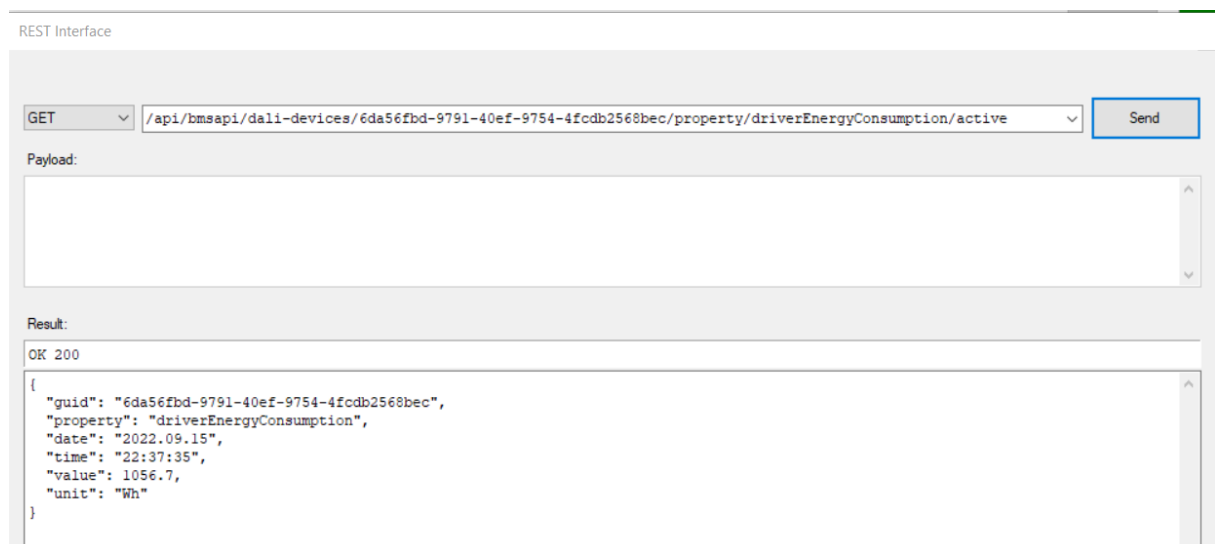 REST Interface
GET /api/bmsapi/dali-devices/6da56fbd-9791-40ef-9754-4fcdb2568bec/property/driverEnergyConsumption/active Send
Payload:
Result:
OK 200
{
  "guid": "6da56fbd-9791-40ef-9754-4fcdb2568bec",
  "property": "driverEnergyConsumption",
  "date": "2022.09.15",
  "time": "22:37:35",
  "value": 1056.7,
  "unit": "Wh"
}